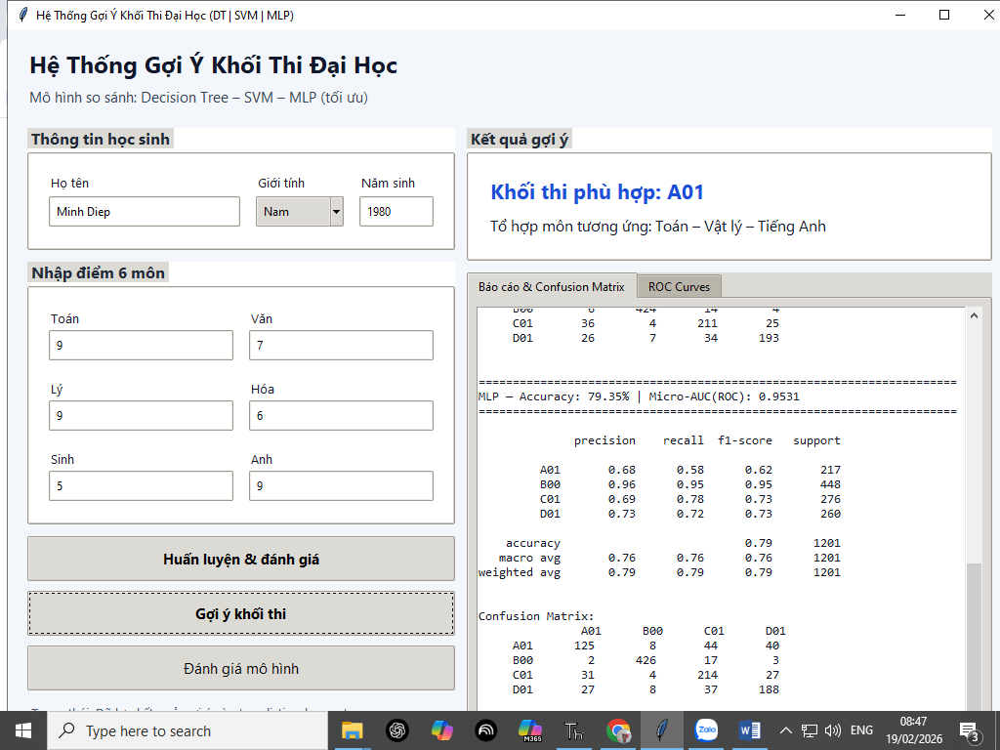 Hệ Thống Gợi Ý Khối Thi Đại Học (DT | SVM | MLP)
Hệ Thống Gợi Ý Khối Thi Đại Học
Mô hình so sánh: Decision Tree – SVM – MLP (tối ưu)
Thông tin học sinh
Họ tên Giới tính Năm sinh
Minh Diep Nam 1980
Nhập điểm 6 môn
Toán Văn
9 7
Lý Hóa
9 6
Sinh Anh
5 9
Huấn luyện & đánh giá
Gợi ý khối thi
Đánh giá mô hình
Kết quả gợi ý
Khối thi phù hợp: A01
Tổ hợp môn tương ứng: Toán – Vật lý – Tiếng Anh
Báo cáo & Confusion Matrix ROC Curves
B00 6 424 14 4
C01 36 4 211 25
D01 26 7 34 193
======================================================================
MLP — Accuracy: 79.35% | Micro-AUC(ROC): 0.9531
======================================================================
precision recall f1-score support
A01 0.68 0.58 0.62 217
B00 0.96 0.95 0.95 448
C01 0.69 0.78 0.73 276
D01 0.73 0.72 0.73 260
accuracy 0.79 1201
macro avg 0.76 0.76 0.76 1201
weighted avg 0.79 0.79 0.79 1201
Confusion Matrix:
A01 B00 C01 D01
A01 125 8 44 40
B00 2 426 17 3
C01 31 4 214 27
D01 27 8 37 188
Type here to search
M365
Th
Zalo
ENG
08:47
19/02/2026
3